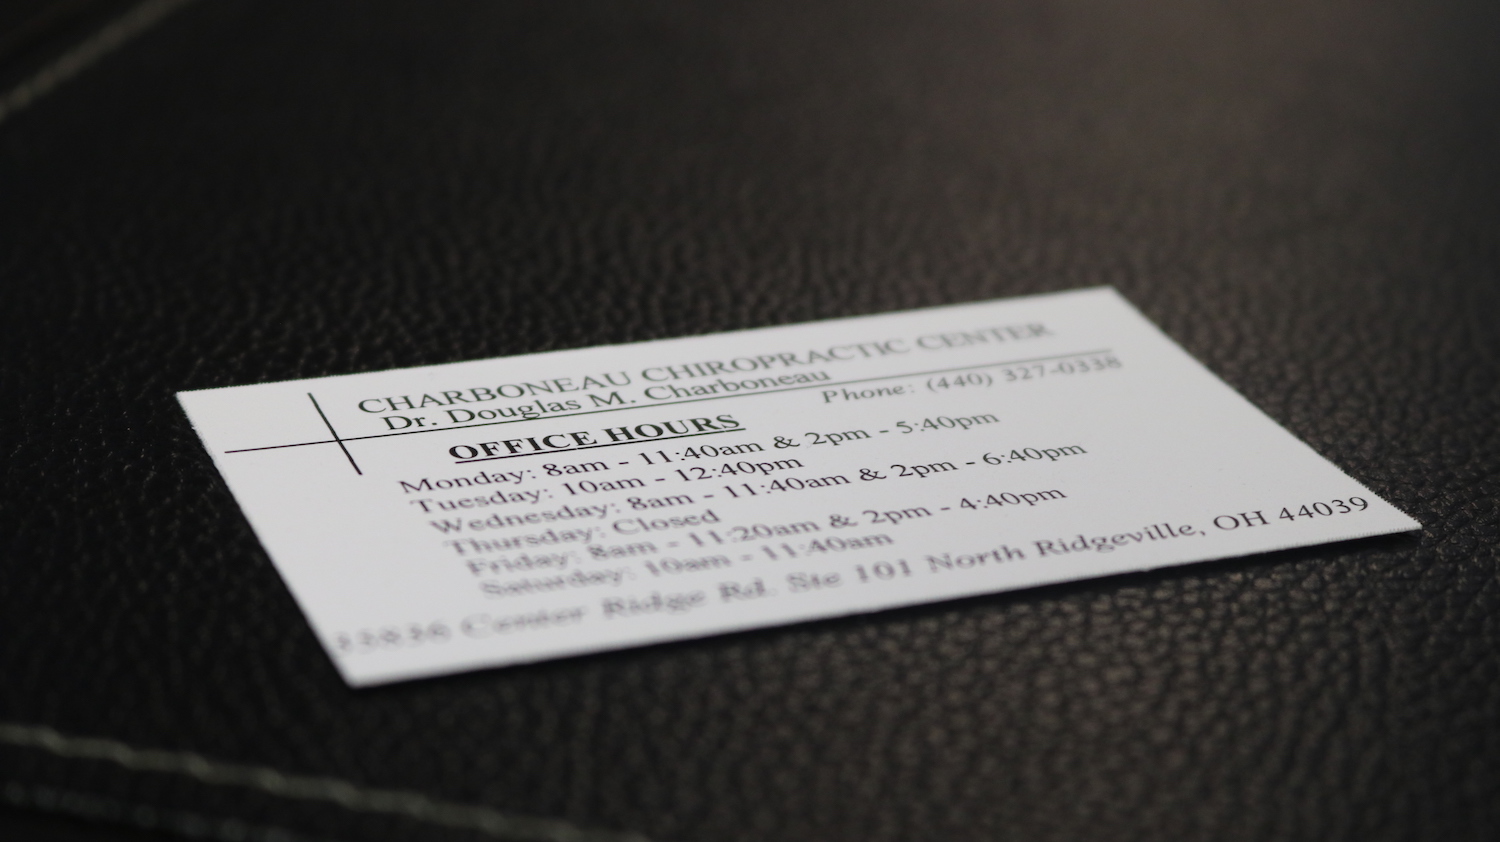 CHARBONEAU CHIROPRACTIC CENTER
Dr. Douglas M. Charboneau
Phone: (440) 327-0338
OFFICE HOURS
Monday: 8am - 11:40am & 2pm - 5:40pm
Tuesday: 10am - 12:40pm
Wednesday: 8am - 11:40am & 2pm - 6:40pm
Thursday: Closed
Friday: 8am - 11:20am & 2pm - 4:40pm
Saturday: 10am - 11:40am
Center Ridge Rd. Ste 101 North Ridgeville, OH 44039